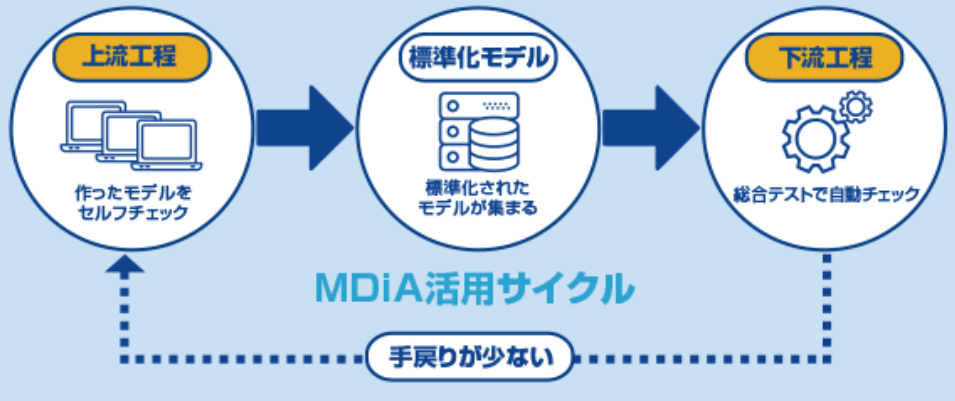 上流工程
作ったモデルを
セルフチェック
標準化モデル
標準化された
モデルが集まる
下流工程
総合テストで自動チェック
MDiA活用サイクル
手戻りが少ない